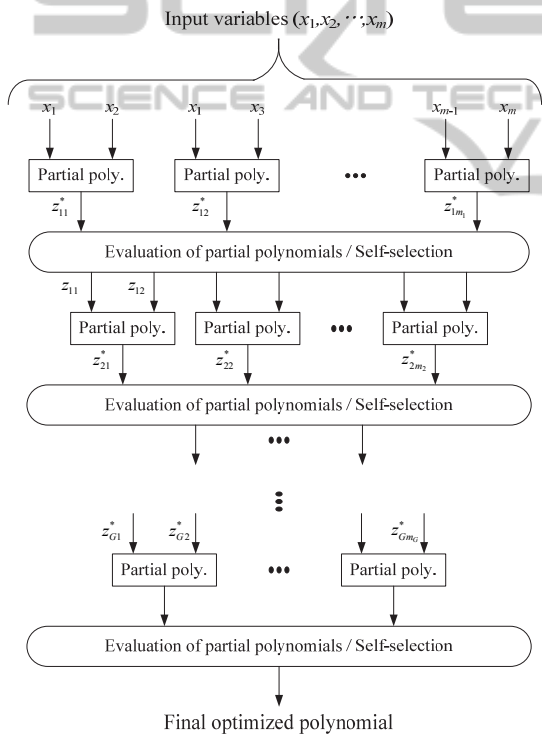 Input variables (x₁,x₂, ⋯,xₘ)
SCIENCE AND TECH
x₁ x₂ x₁ x₃ xₘ₋₁ xₘ
Partial poly. Partial poly. ••• Partial poly.
z*₁₁ z*₁₂ z*₁ₘ₁
Evaluation of partial polynomials / Self-selection
z₁₁ z₁₂
Partial poly. Partial poly. ••• Partial poly.
z*₂₁ z*₂₂ z*₂ₘ₂
Evaluation of partial polynomials / Self-selection
•••
z*G1 z*G2 z*GmG
Partial poly. ••• Partial poly.
Evaluation of partial polynomials / Self-selection
Final optimized polynomial